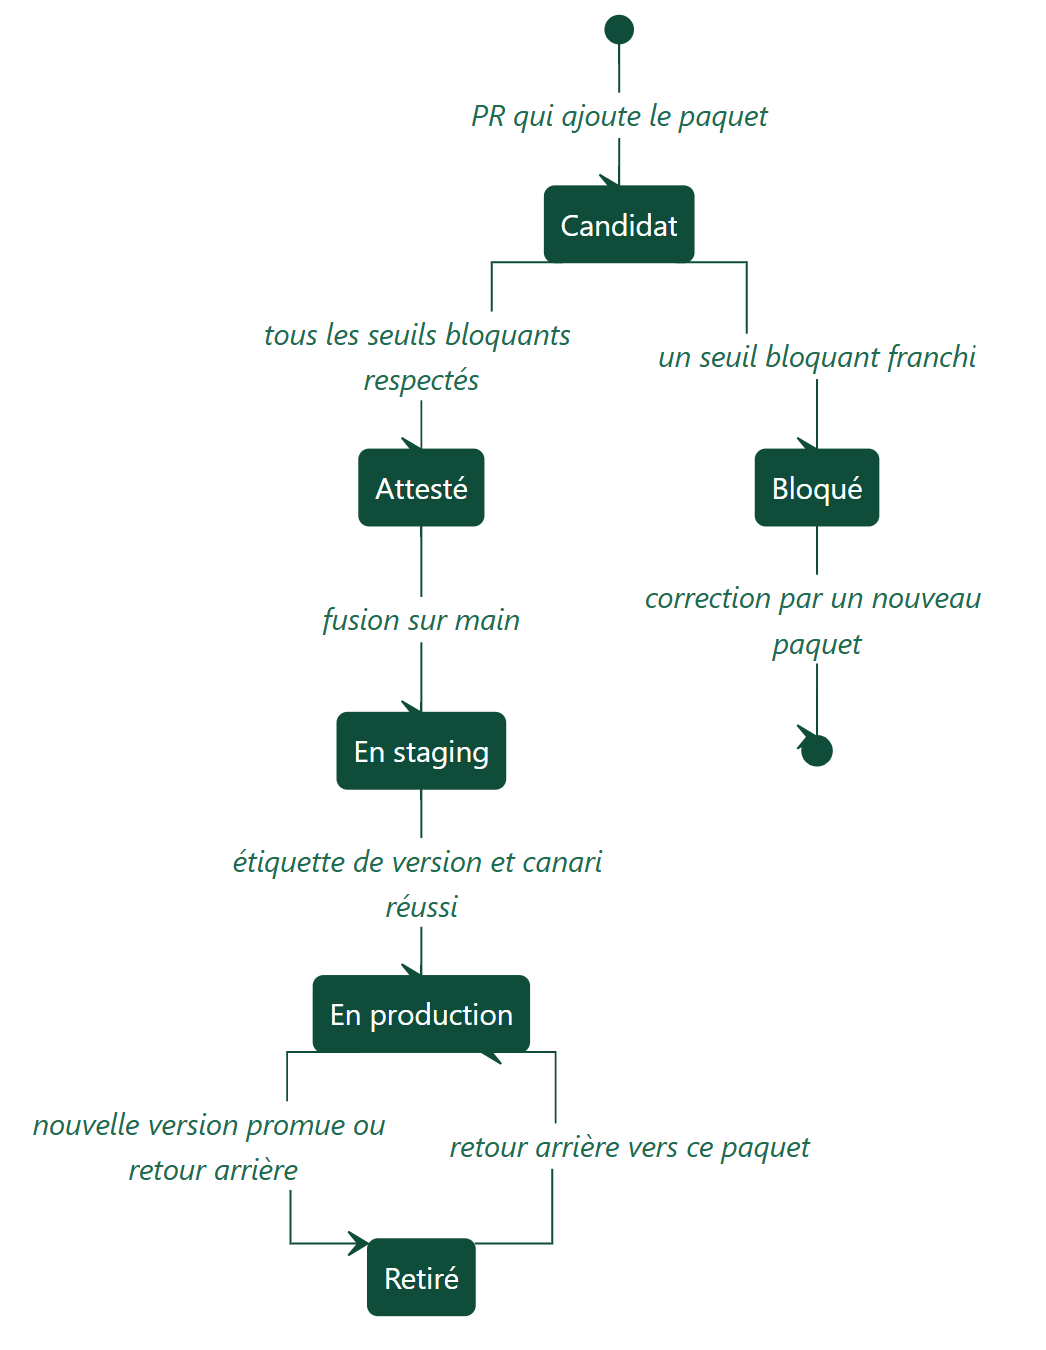 PR qui ajoute le paquet
Candidat
tous les seuils bloquants
respectés
un seuil bloquant franchi
Attesté
Bloqué
fusion sur main
correction par un nouveau
paquet
En staging
étiquette de version et canari
réussi
En production
nouvelle version promue ou
retour arrière
retour arrière vers ce paquet
Retiré